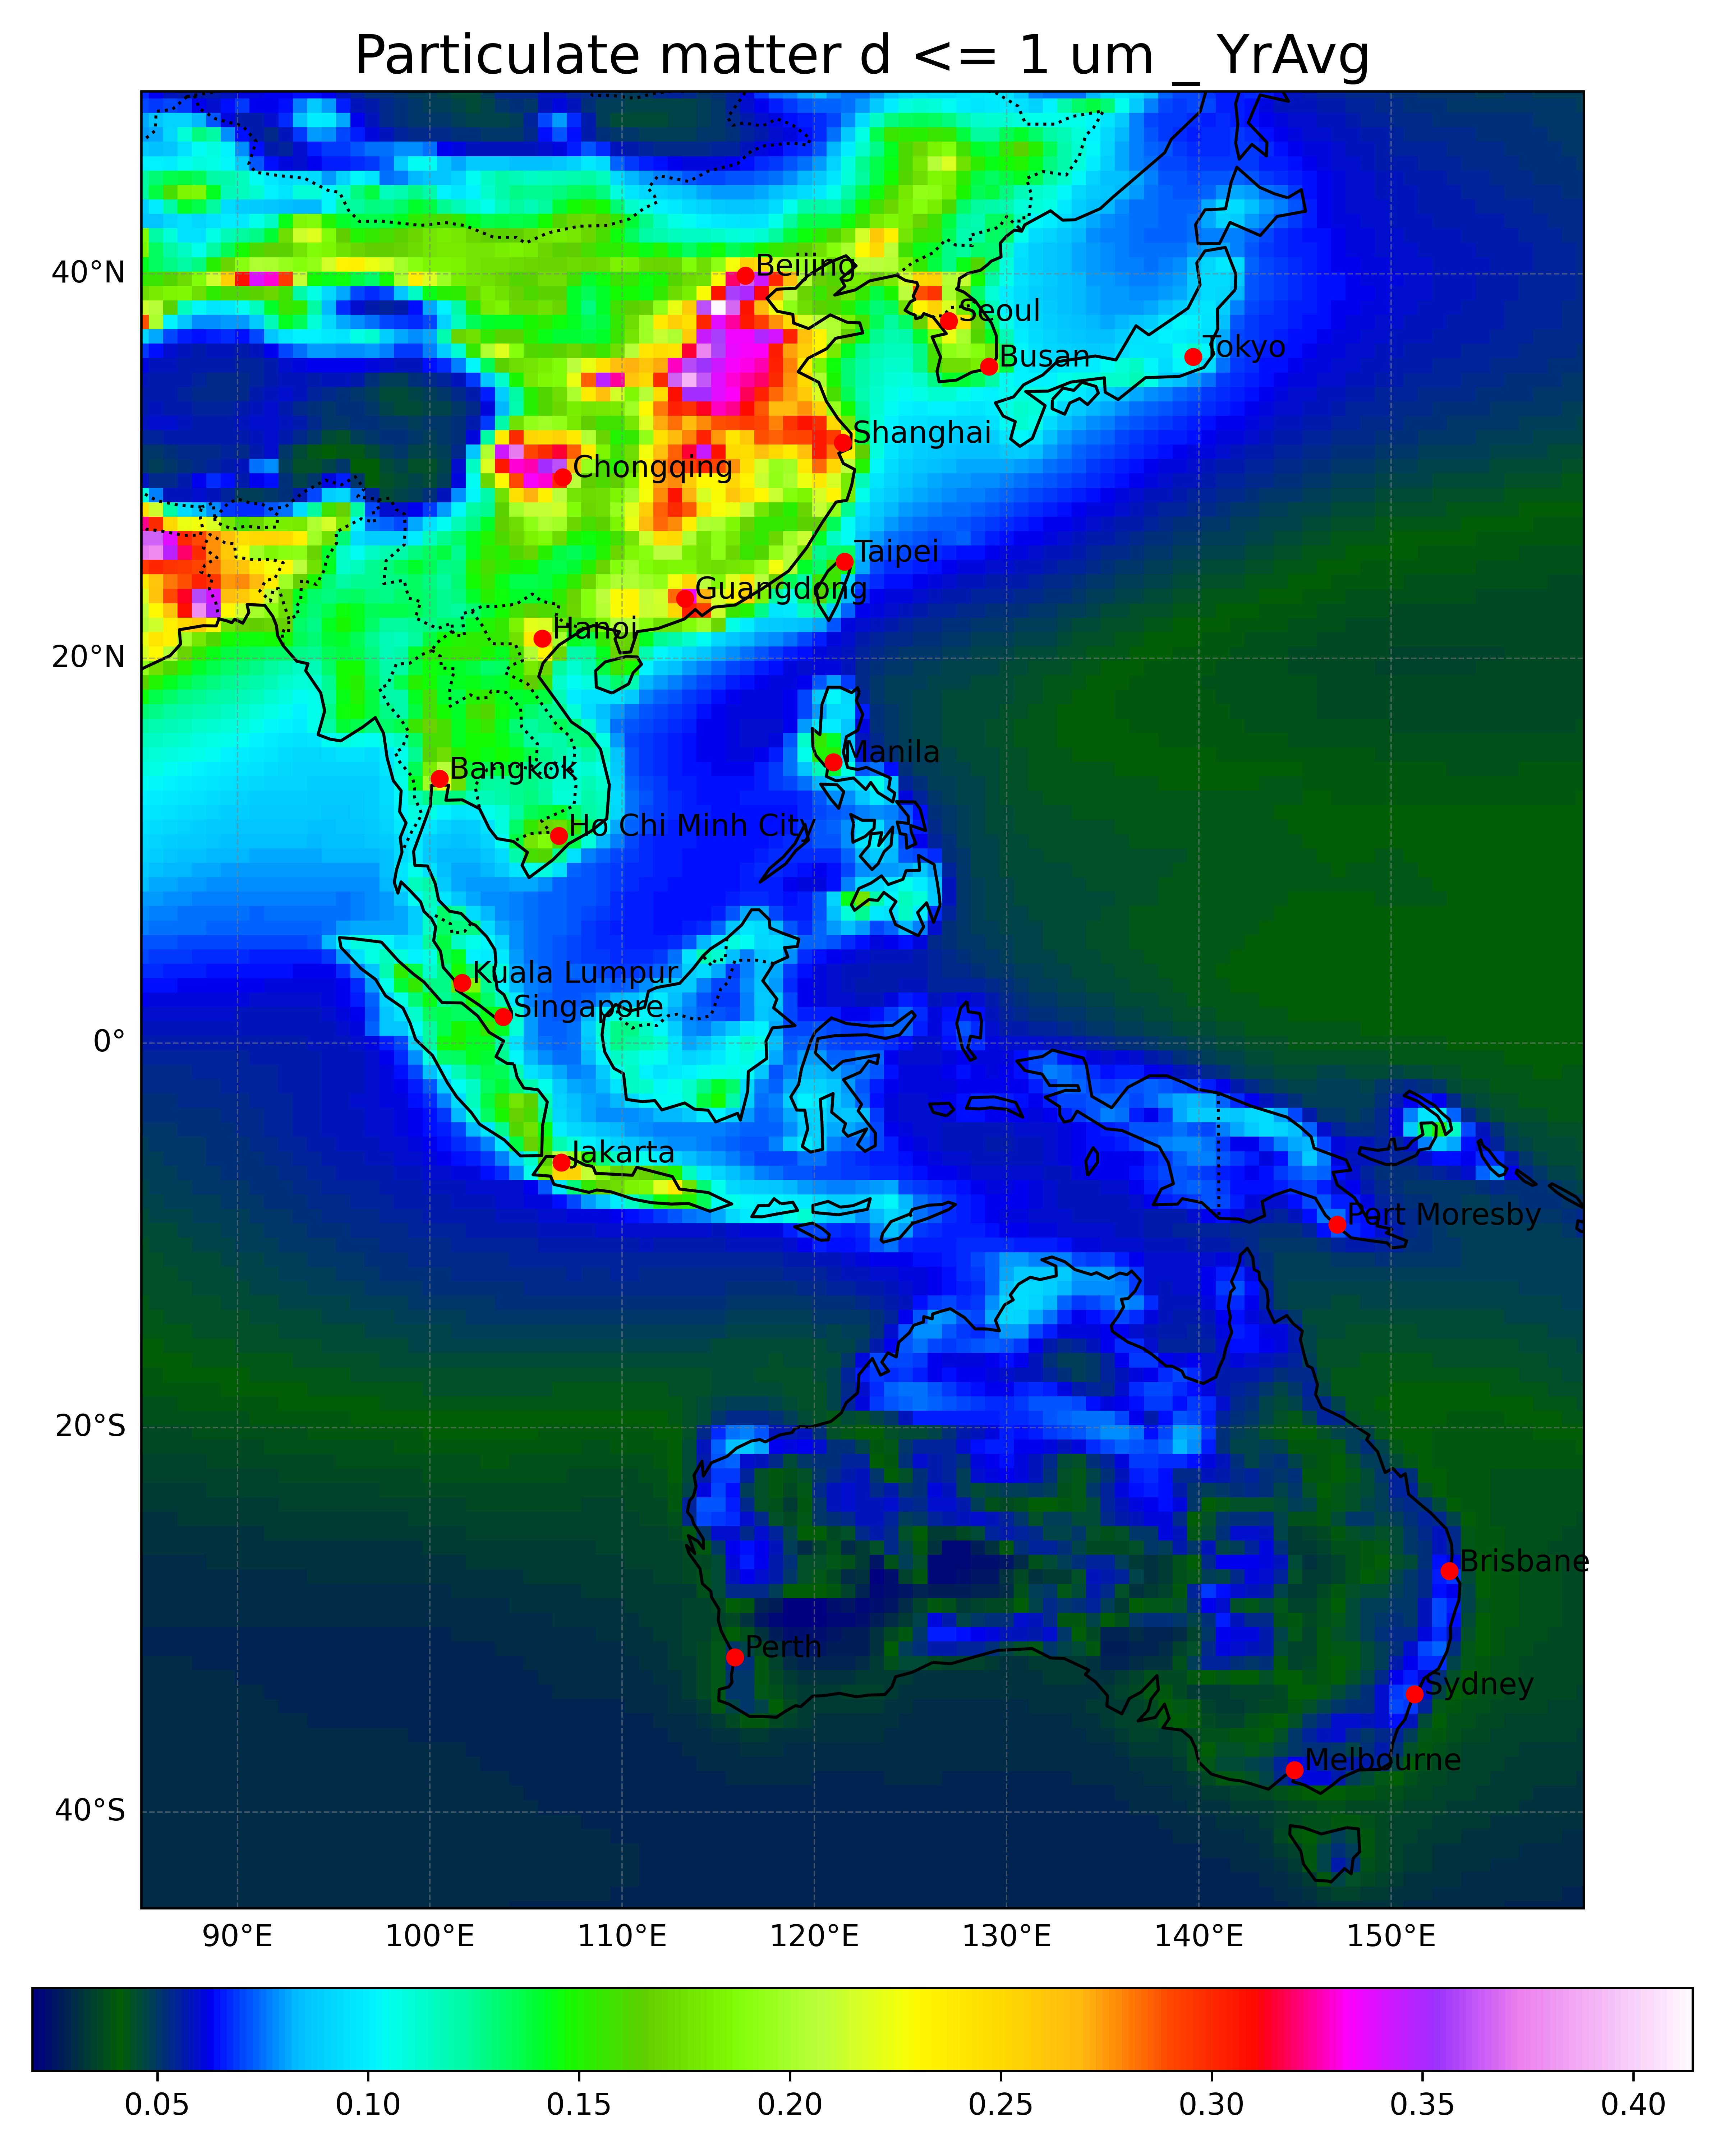 Particulate matter d <= 1 um _ YrAvg
40°N
Beijing
Seoul
Tokyo
Busan
Shanghai
Chongqing
Taipei
Guangdong
Hanoi
20°N
Manila
Bangkok
Ho Chi Minh City
Kuala Lumpur
Singapore
0°
Jakarta
Port Moresby
20°S
Brisbane
Perth
Sydney
Melbourne
40°S
90°E 100°E 110°E 120°E 130°E 140°E 150°E
0.05 0.10 0.15 0.20 0.25 0.30 0.35 0.40